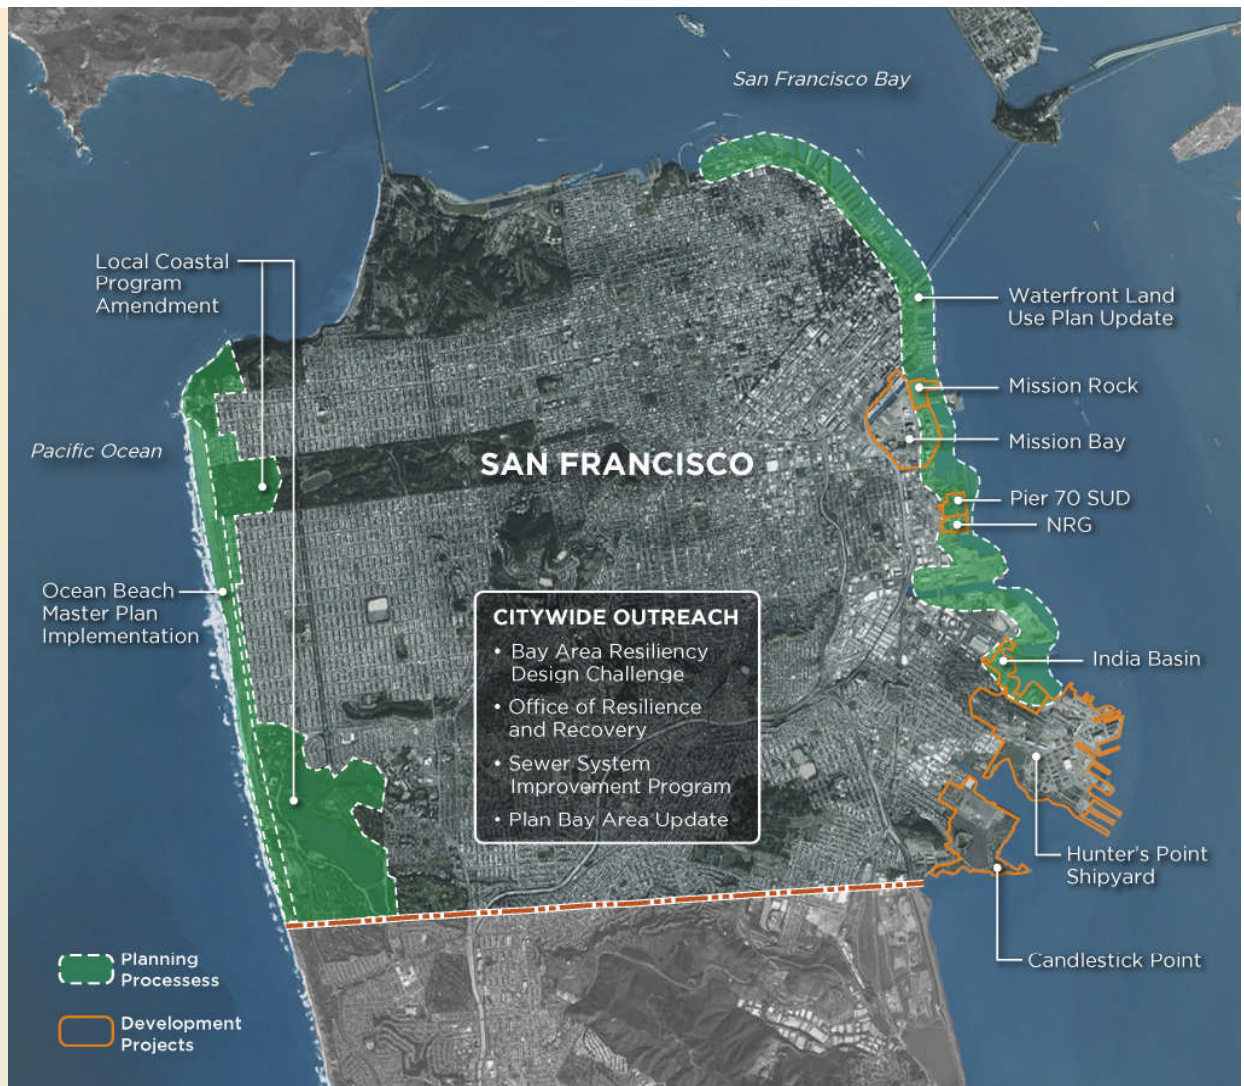 San Francisco Bay
Local Coastal
Program
Amendment
Waterfront Land
Use Plan Update
Mission Rock
Mission Bay
Pacific Ocean
SAN FRANCISCO
Pier 70 SUD
NRG
Ocean Beach
Master Plan
Implementation
CITYWIDE OUTREACH
• Bay Area Resiliency
Design Challenge
• Office of Resilience
and Recovery
• Sewer System
Improvement Program
• Plan Bay Area Update
India Basin
Hunter's Point
Shipyard
Candlestick Point
Planning
Processess
Development
Projects